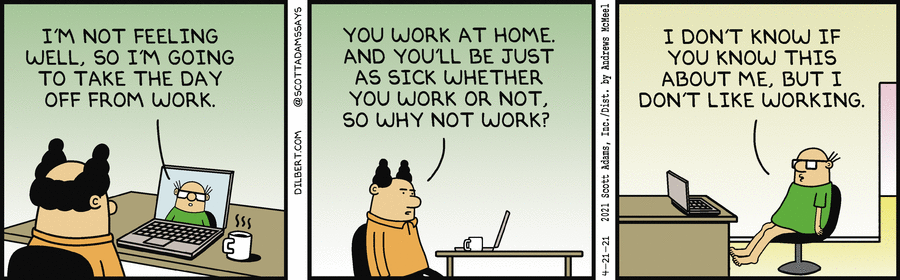 I'M NOT FEELING
WELL, SO I'M GOING
TO TAKE THE DAY
OFF FROM WORK.
DILBERT.COM @SCOTTADAMSSAYS
YOU WORK AT HOME.
AND YOU'LL BE JUST
AS SICK WHETHER
YOU WORK OR NOT,
SO WHY NOT WORK?
4-21-21 2021 Scott Adams, Inc./Dist. by Andrews McMeel
I DON'T KNOW IF
YOU KNOW THIS
ABOUT ME, BUT I
DON'T LIKE WORKING.